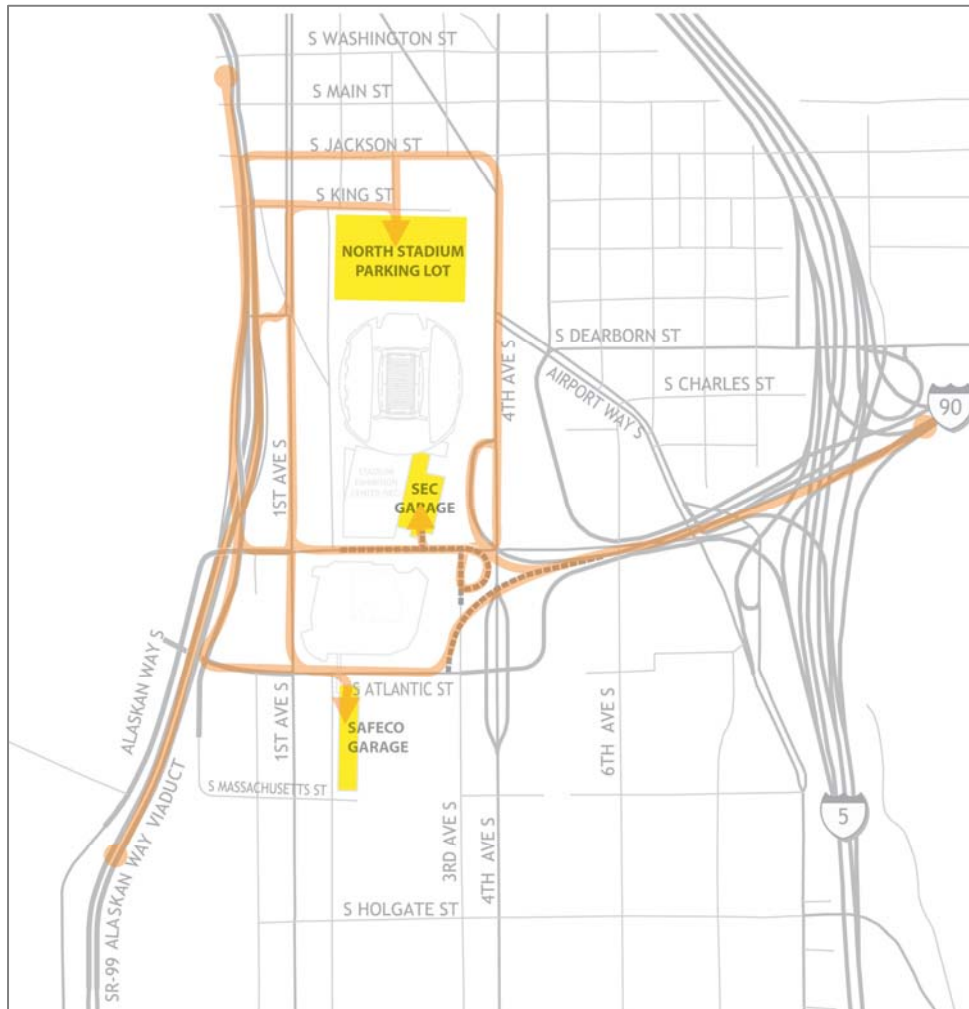 S WASHINGTON ST
S MAIN ST
S JACKSON ST
S KING ST
NORTH STADIUM
PARKING LOT
S DEARBORN ST
4TH AVE S
AIRPORT WAY S
S CHARLES ST
90
1ST AVE S
STADIUM
EXHIBITION
SEC
GARAGE
ALASKAN WAY S
S ATLANTIC ST
1ST AVE S
SAFECO
GARAGE
6TH AVE S
S MASSACHUSETTS ST
3RD AVE S
4TH AVE S
5
SR-99 ALASKAN WAY VIADUCT
S HOLGATE ST